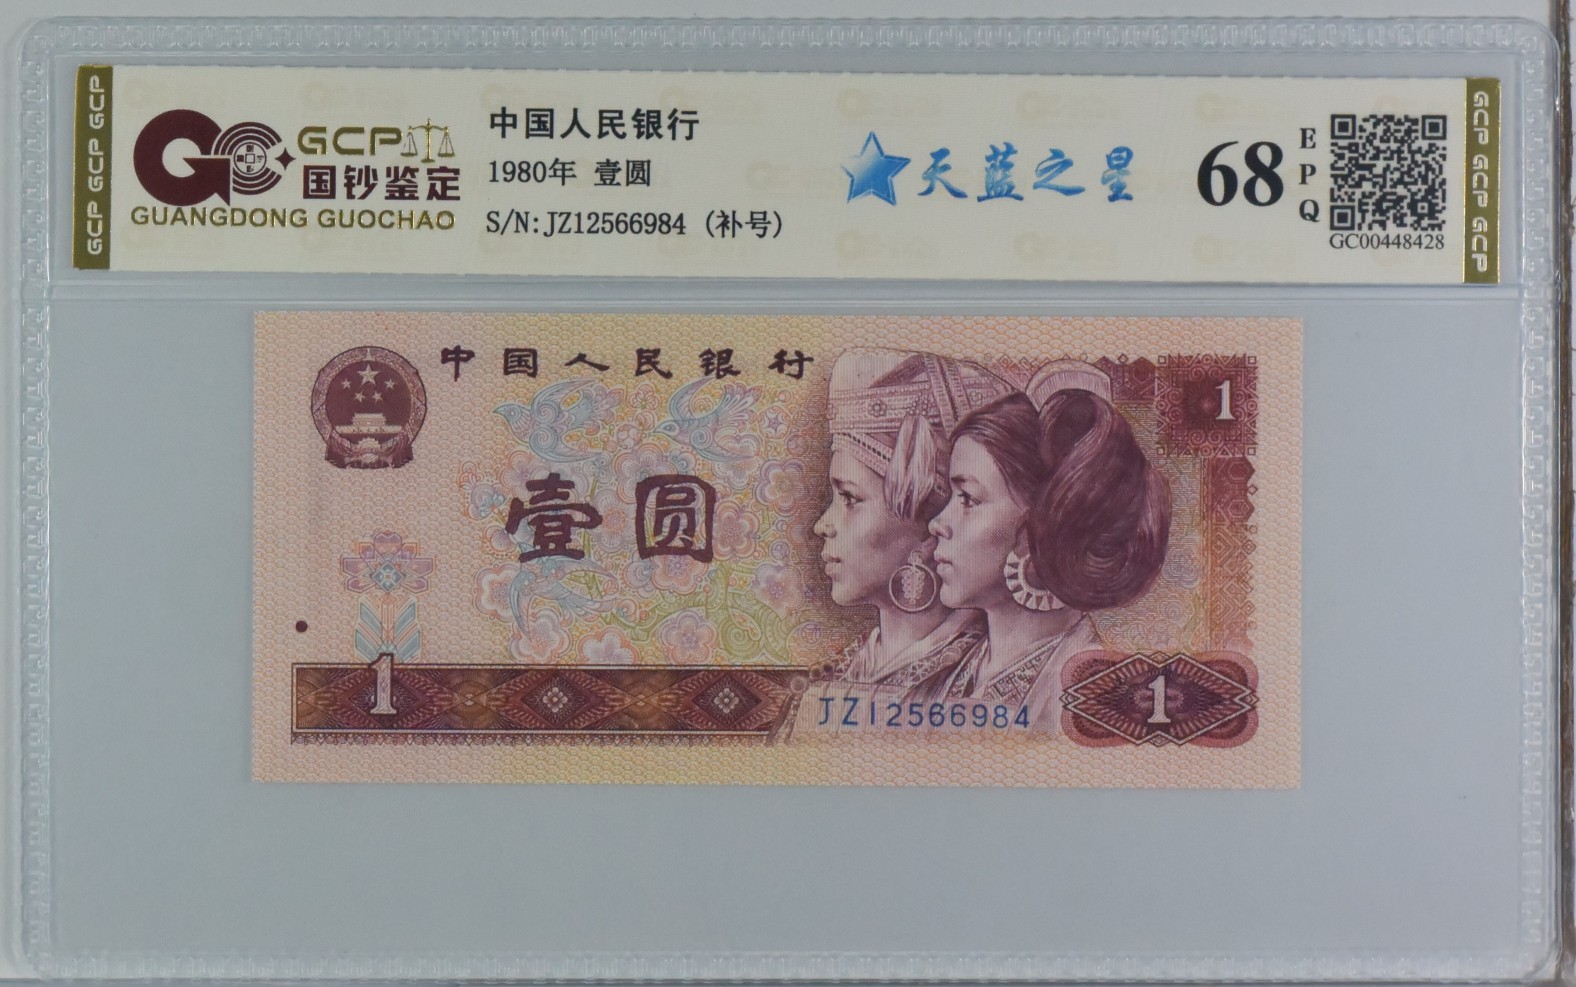 GCP GCP GCP
GCP
国钞鉴定
GUANGDONG GUOCHAO
中国人民银行
1980年 壹圆
S/N:JZ12566984 (补号)
天蓝之星
68
EPQ
GC00448428
GCP GCP GCP
中国人民银行
1
壹圆
1
JZ12566984
1